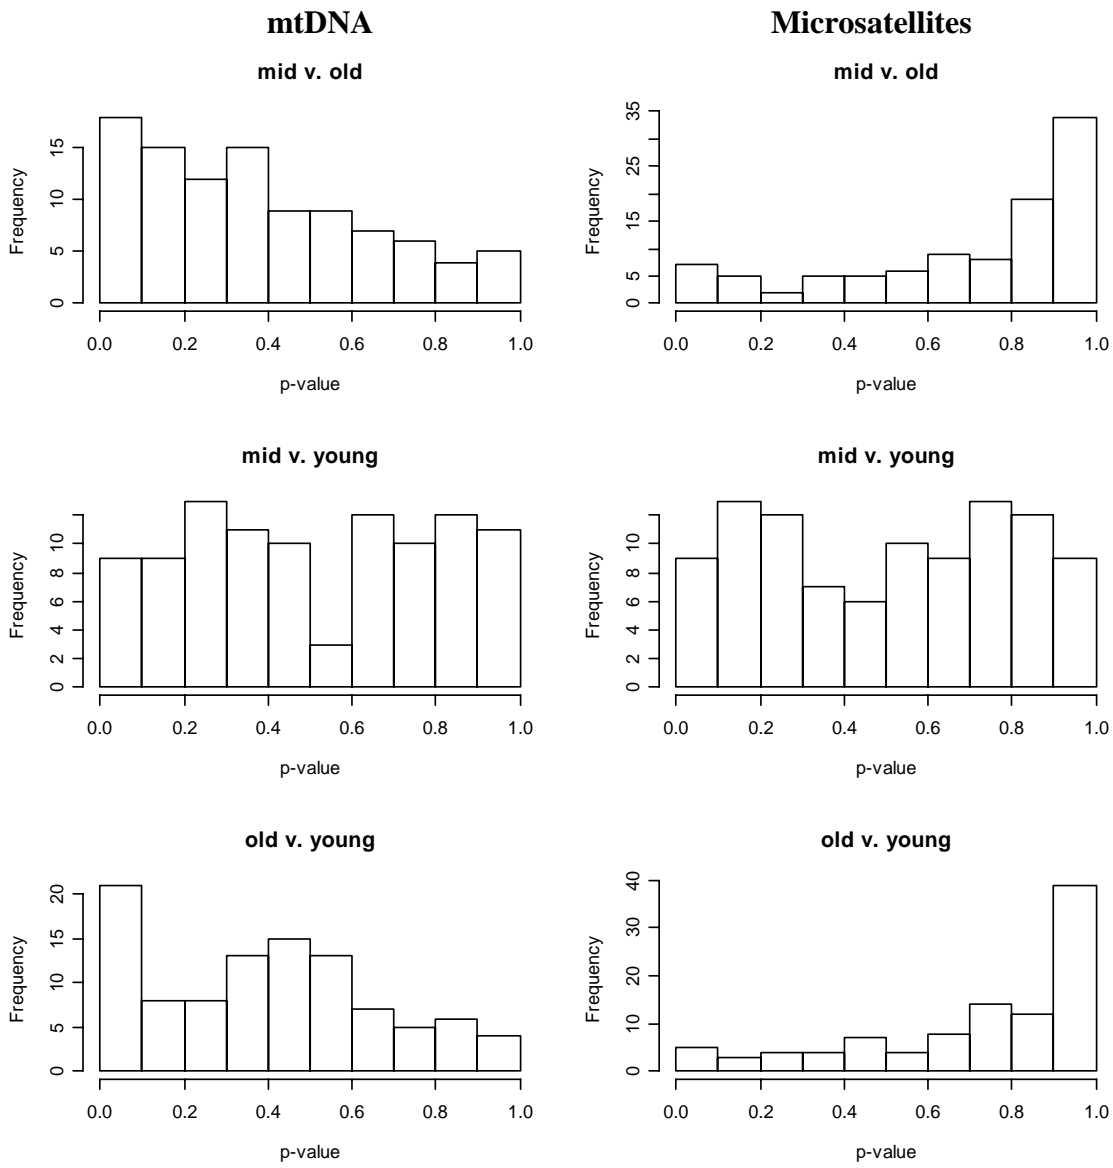 mtDNA Microsatellites
mid v. old
Frequency
0 5 10 15
0.0 0.2 0.4 0.6 0.8 1.0
p-value
mid v. old
Frequency
0 5 15 25 35
0.0 0.2 0.4 0.6 0.8 1.0
p-value
mid v. young
Frequency
0 2 4 6 8 10
0.0 0.2 0.4 0.6 0.8 1.0
p-value
mid v. young
Frequency
0 2 4 6 8 10
0.0 0.2 0.4 0.6 0.8 1.0
p-value
old v. young
Frequency
0 5 10 15 20
0.0 0.2 0.4 0.6 0.8 1.0
p-value
old v. young
Frequency
0 10 20 30 40
0.0 0.2 0.4 0.6 0.8 1.0
p-value